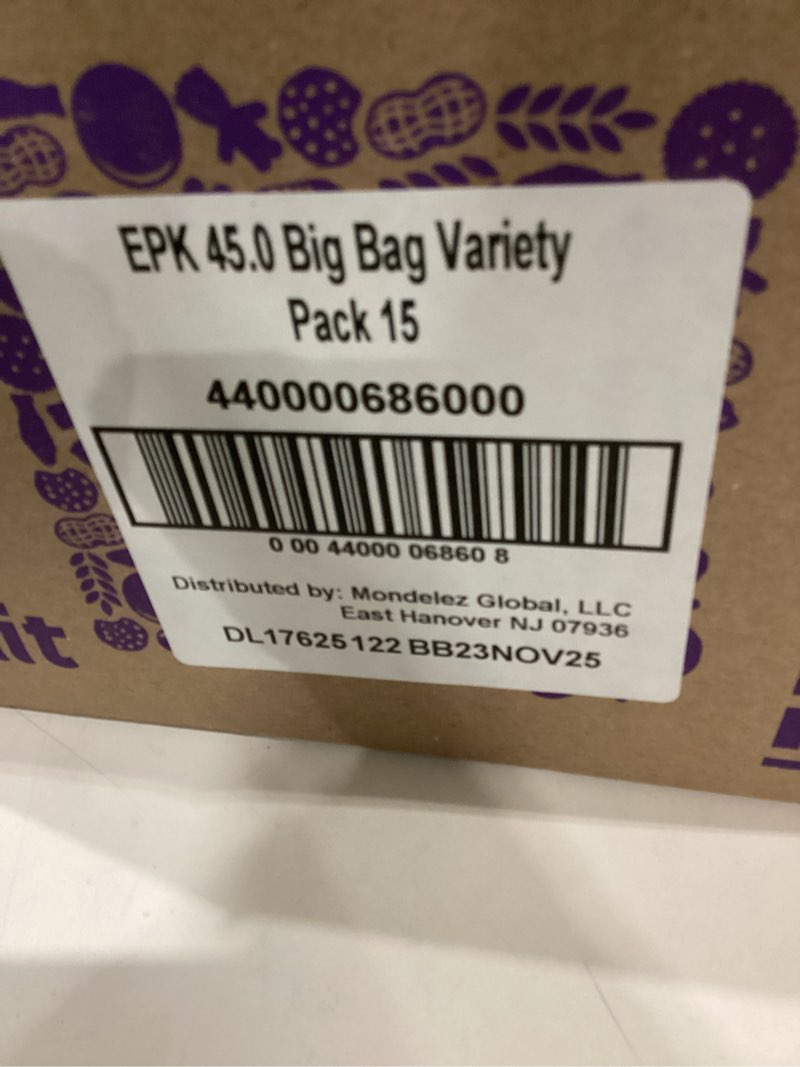 EPK 45.0 Big Bag Variety
Pack 15
440000686000
0 00 44000 06860 8
Distributed by: Mondelez Global, LLC
East Hanover NJ 07936
DL17625122 BB23NOV25
it